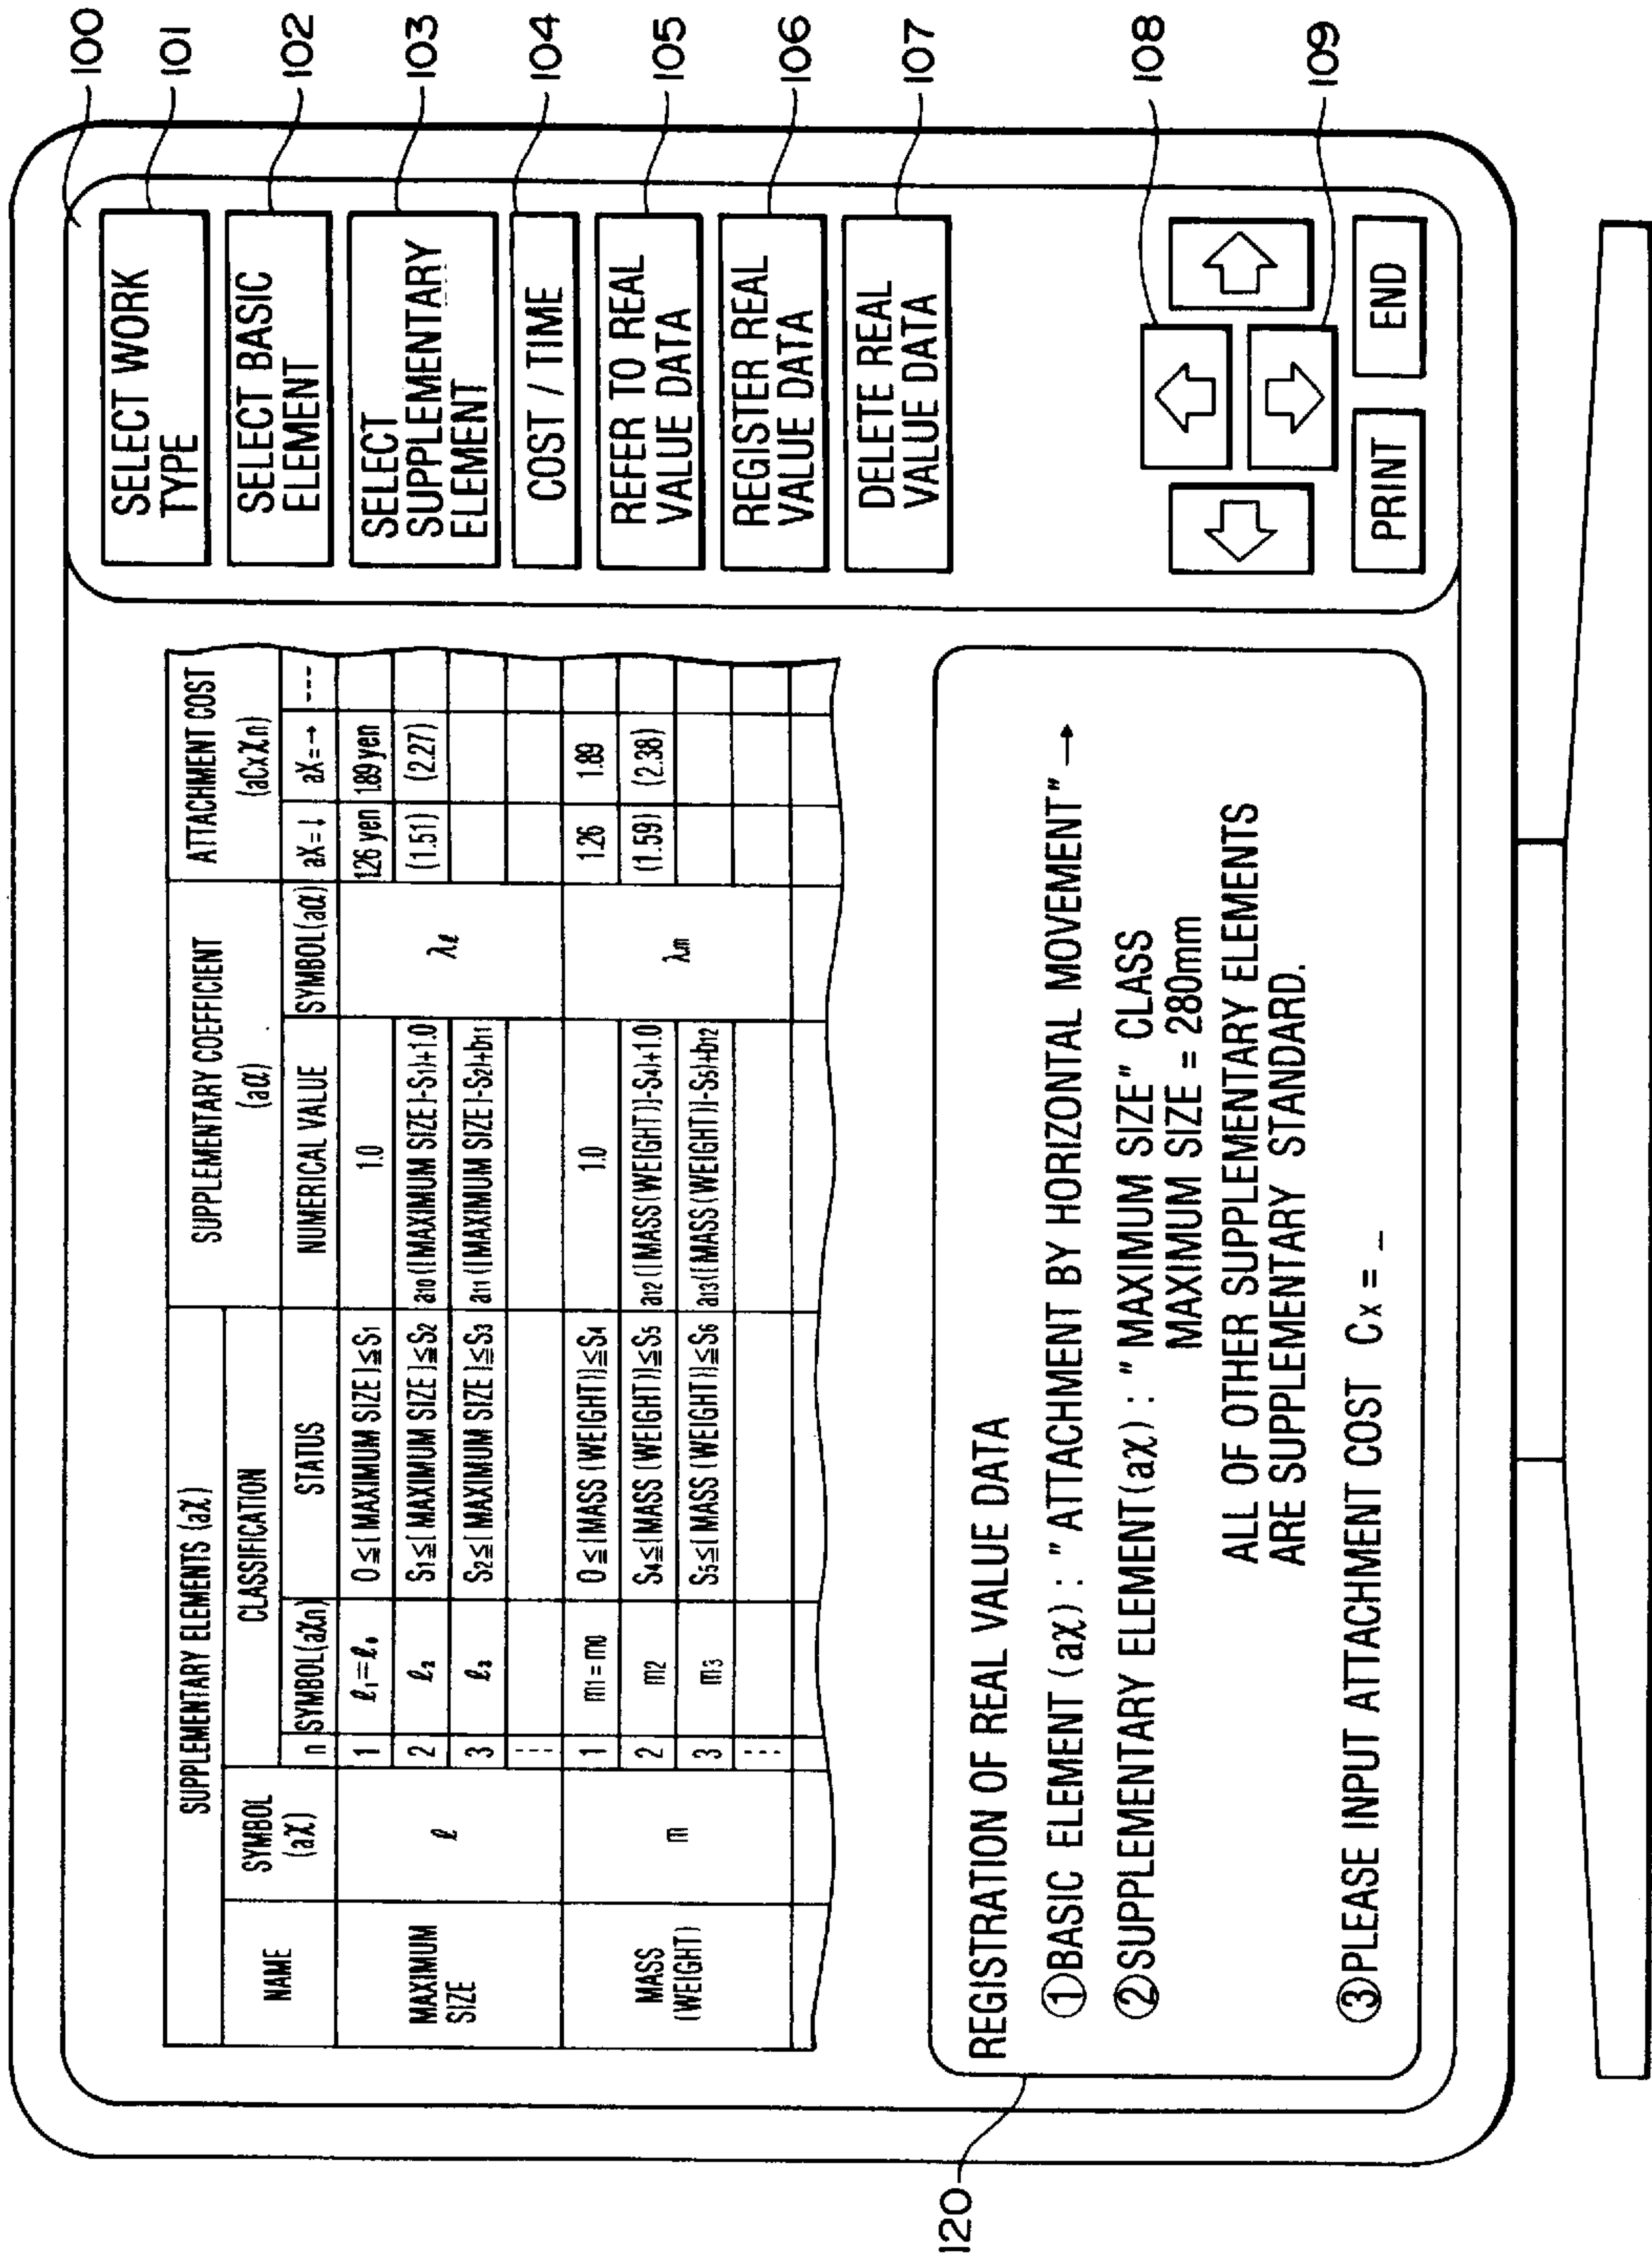 SUPPLEMENTARY ELEMENTS (aχ)
SUPPLEMENTARY COEFFICIENT
(aα)
ATTACHMENT COST
(aCxχn)
NAME
SYMBOL
(aχ)
CLASSIFICATION
n
SYMBOL(aχn)
STATUS
NUMERICAL VALUE
SYMBOL(aα)
aX=↓
aX=→
---
MAXIMUM
SIZE
ℓ
1
ℓ₁=ℓ₀
0≦[MAXIMUM SIZE]≦S1
1.0
λℓ
1.26 yen
1.89 yen
2
ℓ₂
S1≦[MAXIMUM SIZE]≦S2
a10([MAXIMUM SIZE]-S1)+1.0
(1.51)
(2.27)
3
ℓ₃
S2≦[MAXIMUM SIZE]≦S3
a11([MAXIMUM SIZE]-S2)+b11
MASS
(WEIGHT)
m
1
m1=m0
0≦[MASS (WEIGHT)]≦S4
1.0
λm
1.26
1.89
2
m2
S4≦[MASS (WEIGHT)]≦S5
a12([MASS(WEIGHT)]-S4)+1.0
(1.59)
(2.38)
3
m3
S5≦[MASS (WEIGHT)]≦S6
a13([MASS(WEIGHT)]-S5)+b12
REGISTRATION OF REAL VALUE DATA
①BASIC ELEMENT (aχ) : "ATTACHMENT BY HORIZONTAL MOVEMENT" →
②SUPPLEMENTARY ELEMENT(aχ) : "MAXIMUM SIZE" CLASS
MAXIMUM SIZE = 280mm
ALL OF OTHER SUPPLEMENTARY ELEMENTS
ARE SUPPLEMENTARY STANDARD.
③PLEASE INPUT ATTACHMENT COST Cx = _
120
SELECT WORK
TYPE
SELECT BASIC
ELEMENT
SELECT
SUPPLEMENTARY
ELEMENT
COST / TIME
REFER TO REAL
VALUE DATA
REGISTER REAL
VALUE DATA
DELETE REAL
VALUE DATA
PRINT
END
100
101
102
103
104
105
106
107
108
109